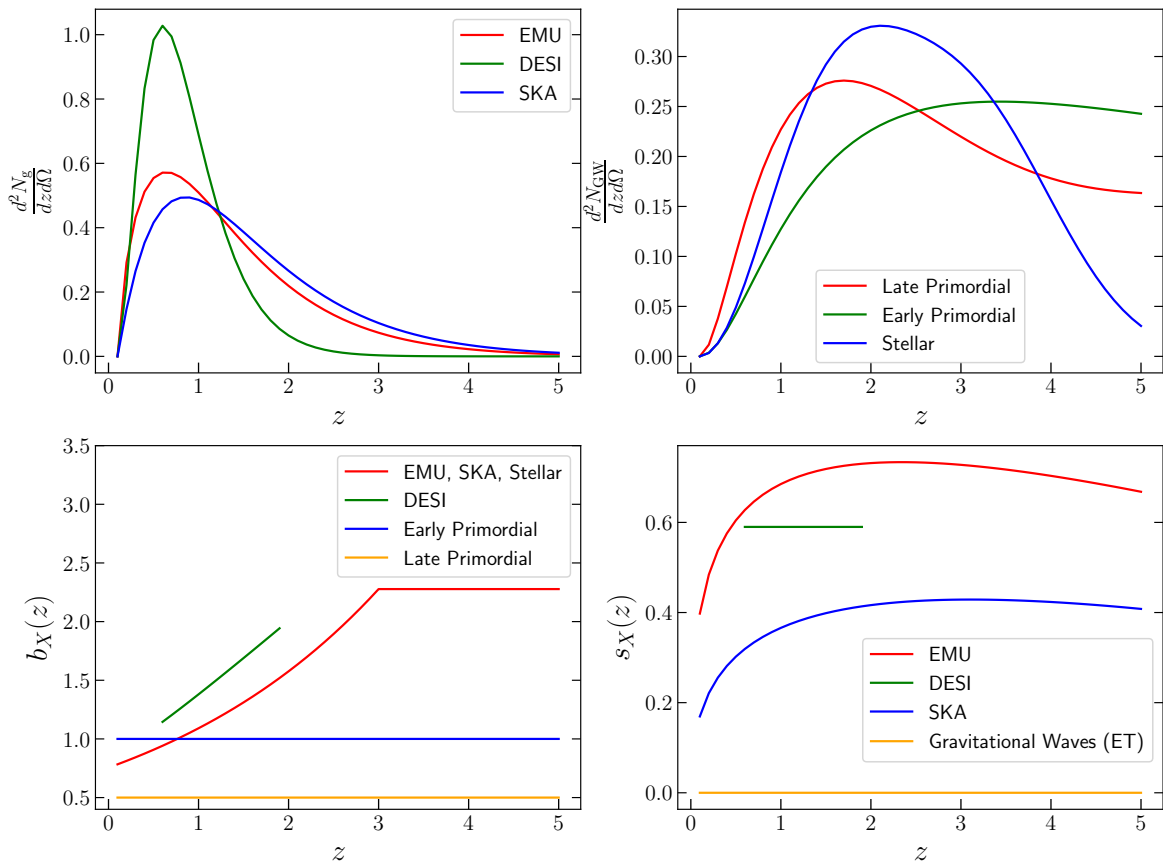 1.0
0.8
0.6
0.4
0.2
0.0
0 1 2 3 4 5
z
d²N_g/dzdΩ
EMU
DESI
SKA
0.30
0.25
0.20
0.15
0.10
0.05
0.00
0 1 2 3 4 5
z
d²N_GW/dzdΩ
Late Primordial
Early Primordial
Stellar
3.5
3.0
2.5
2.0
1.5
1.0
0.5
0 1 2 3 4 5
z
b_X(z)
EMU, SKA, Stellar
DESI
Early Primordial
Late Primordial
0.6
0.4
0.2
0.0
0 1 2 3 4 5
z
s_X(z)
EMU
DESI
SKA
Gravitational Waves (ET)